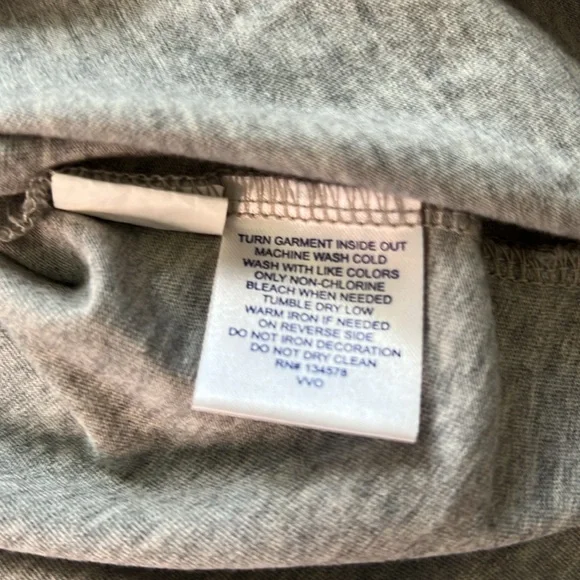 TURN GARMENT INSIDE OUT
MACHINE WASH COLD
WASH WITH LIKE COLORS
ONLY NON-CHLORINE
BLEACH WHEN NEEDED
TUMBLE DRY LOW
WARM IRON IF NEEDED
ON REVERSE SIDE
DO NOT IRON DECORATION
DO NOT DRY CLEAN
RN# 134578
VVO